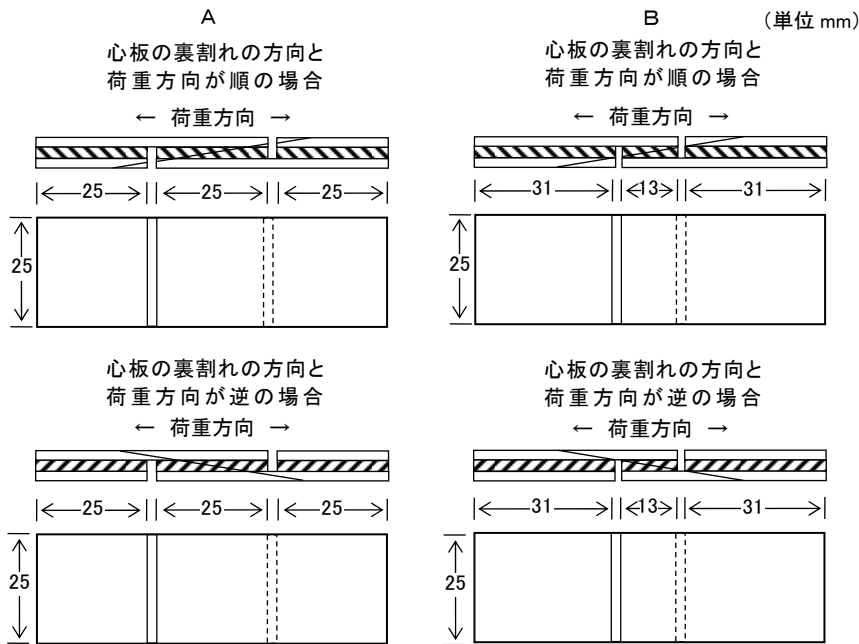 A
心板の裏割れの方向と
荷重方向が順の場合
← 荷重方向 →
25 25 25
25
B
(単位 mm)
心板の裏割れの方向と
荷重方向が順の場合
← 荷重方向 →
31 13 31
25
心板の裏割れの方向と
荷重方向が逆の場合
← 荷重方向 →
25 25 25
25
心板の裏割れの方向と
荷重方向が逆の場合
← 荷重方向 →
31 13 31
25